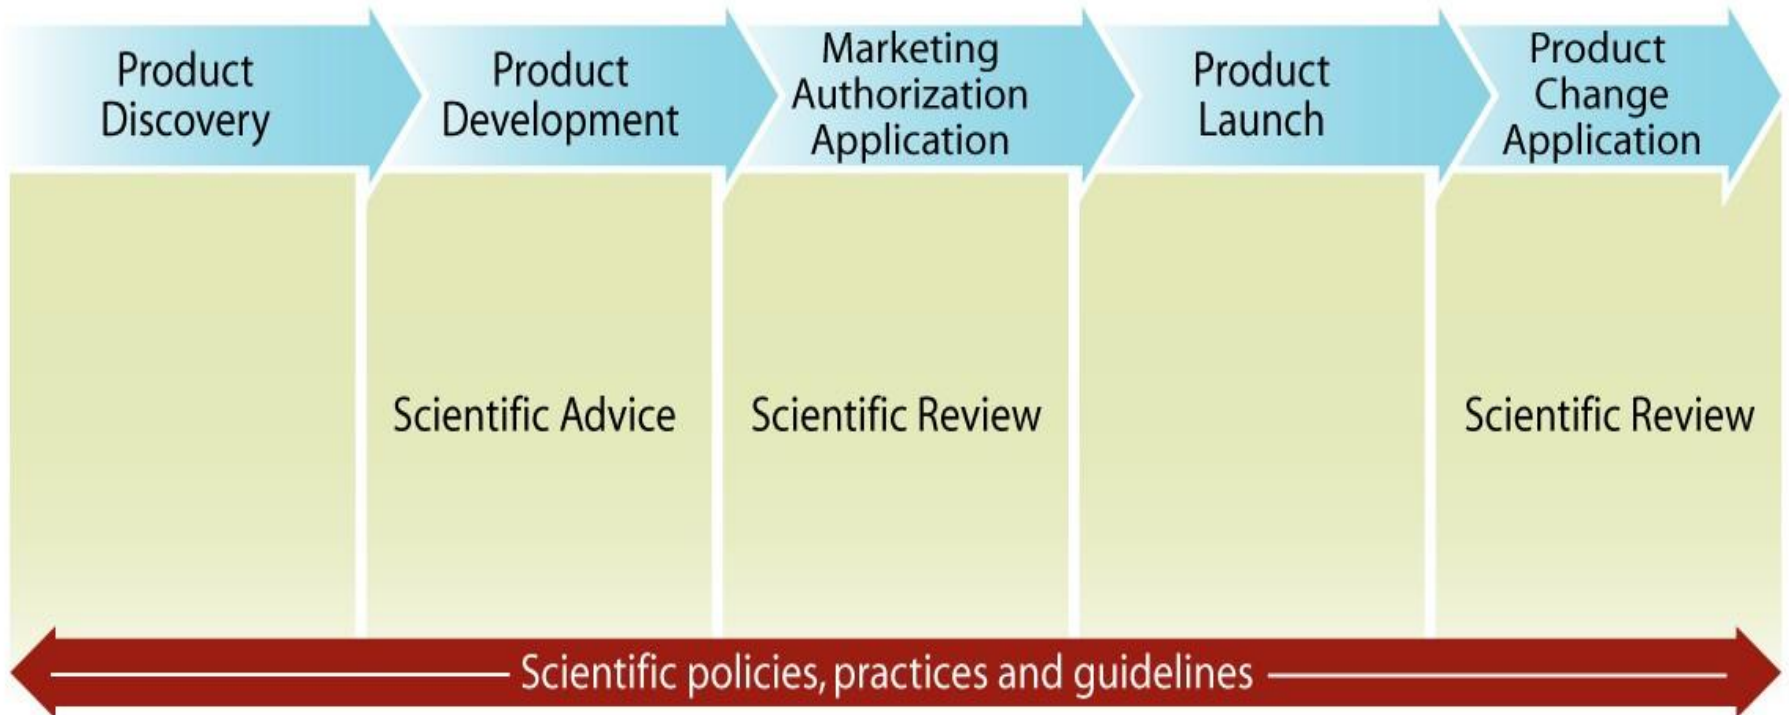 Product
Discovery
Product
Development
Marketing
Authorization
Application
Product
Launch
Product
Change
Application
Scientific Advice
Scientific Review
Scientific Review
Scientific policies, practices and guidelines